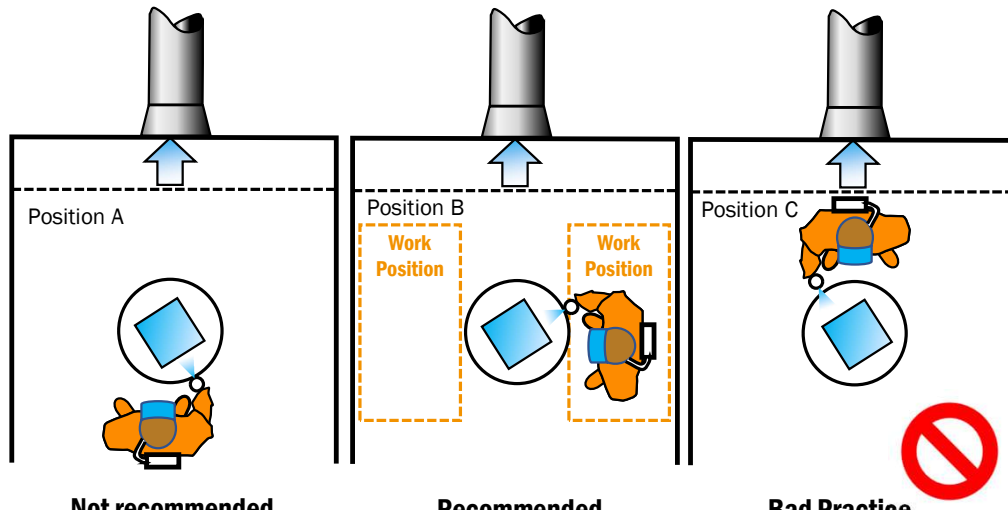 Position A
Position B
Position C
Work
Position
Work
Position
Not recommended
Recommended
Bad Practice